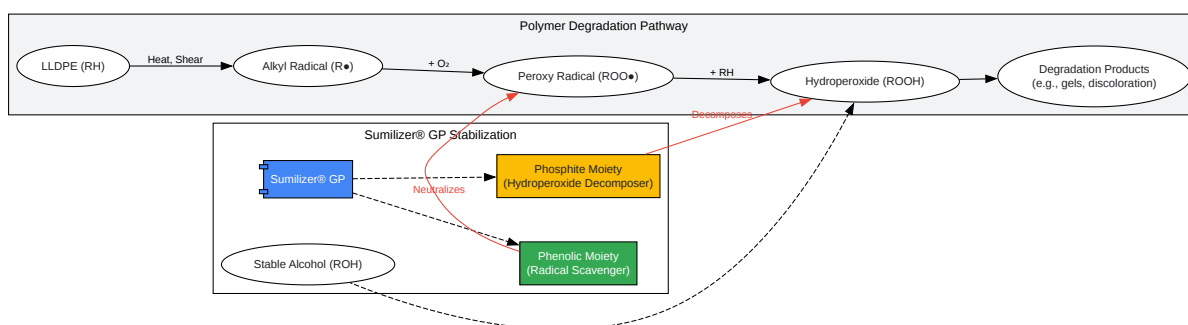 Polymer Degradation Pathway
LLDPE (RH)
Heat, Shear
Alkyl Radical (R●)
+ O₂
Peroxy Radical (ROO●)
+ RH
Hydroperoxide (ROOH)
Degradation Products
(e.g., gels, discoloration)
Decomposes
Sumilizer® GP Stabilization
Sumilizer® GP
Phosphite Moiety
(Hydroperoxide Decomposer)
Neutralizes
Stable Alcohol (ROH)
Phenolic Moiety
(Radical Scavenger)